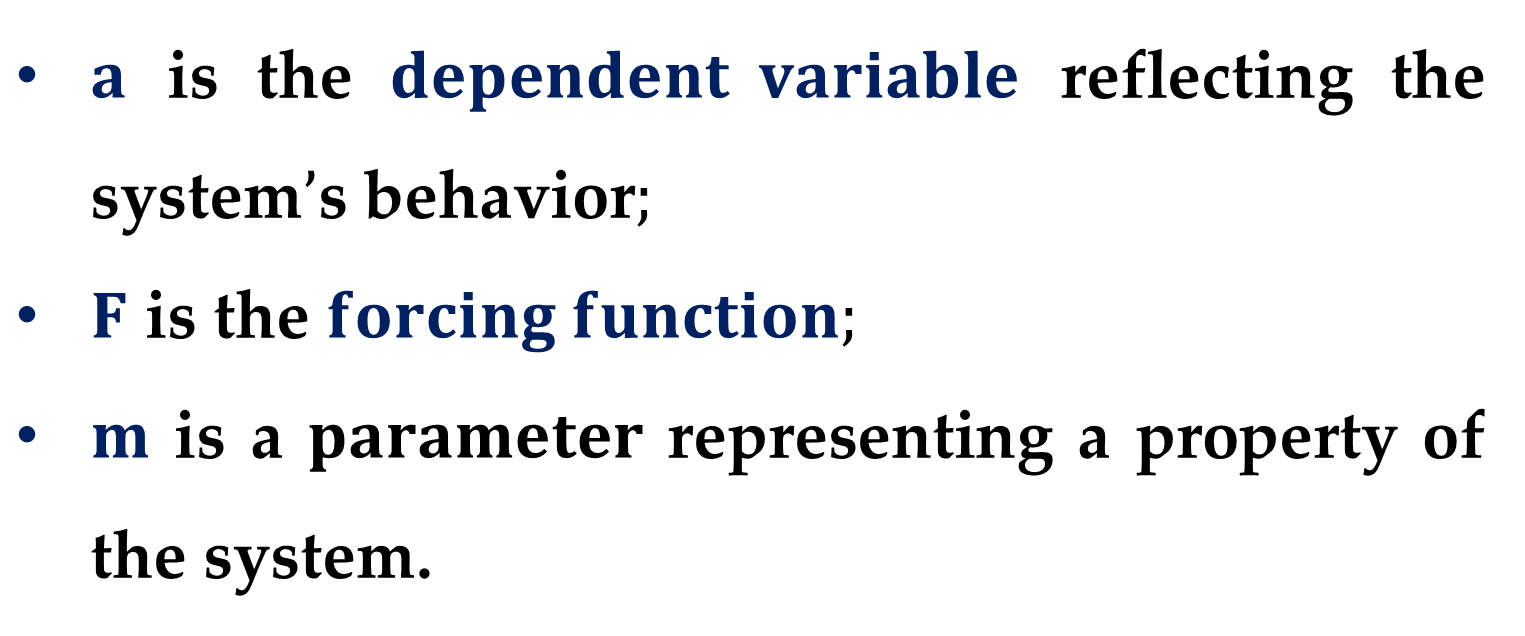 • a is the dependent variable reflecting the
system’s behavior;
• F is the forcing function;
• m is a parameter representing a property of
the system.